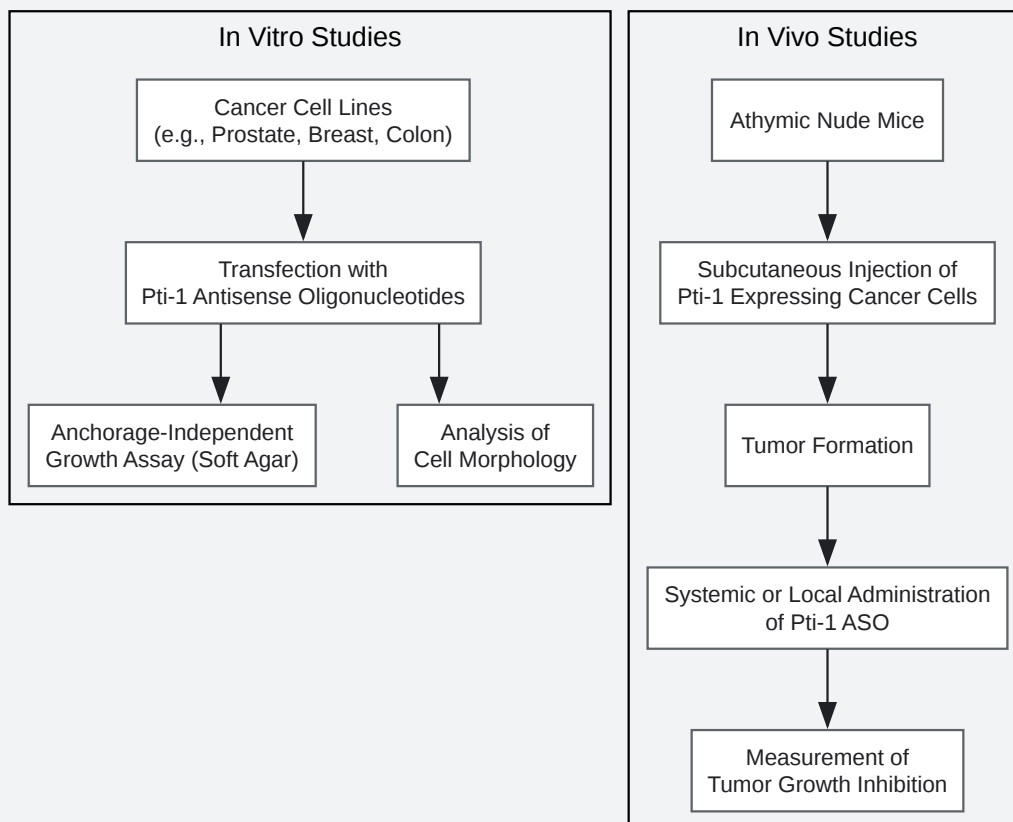 In Vitro Studies
Cancer Cell Lines
(e.g., Prostate, Breast, Colon)
Transfection with
Pti-1 Antisense Oligonucleotides
Anchorage-Independent
Growth Assay (Soft Agar)
Analysis of
Cell Morphology
In Vivo Studies
Athymic Nude Mice
Subcutaneous Injection of
Pti-1 Expressing Cancer Cells
Tumor Formation
Systemic or Local Administration
of Pti-1 ASO
Measurement of
Tumor Growth Inhibition